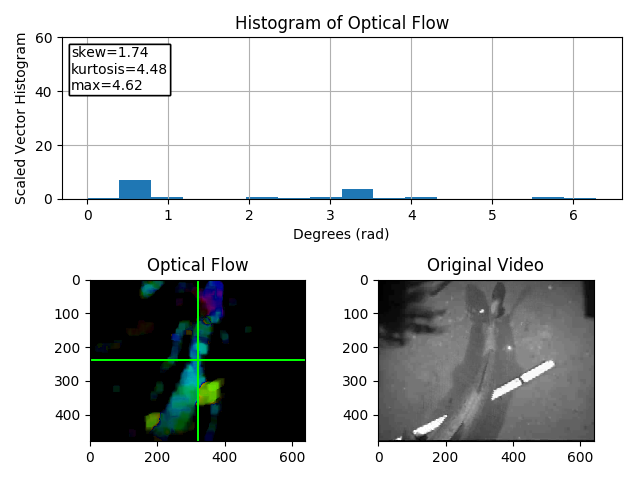 Histogram of Optical Flow
Scaled Vector Histogram
60
40
20
0
skew=1.74
kurtosis=4.48
max=4.62
0 1 2 3 4 5 6
Degrees (rad)
Optical Flow
0
100
200
300
400
0 200 400 600
Original Video
0
100
200
300
400
0 200 400 600